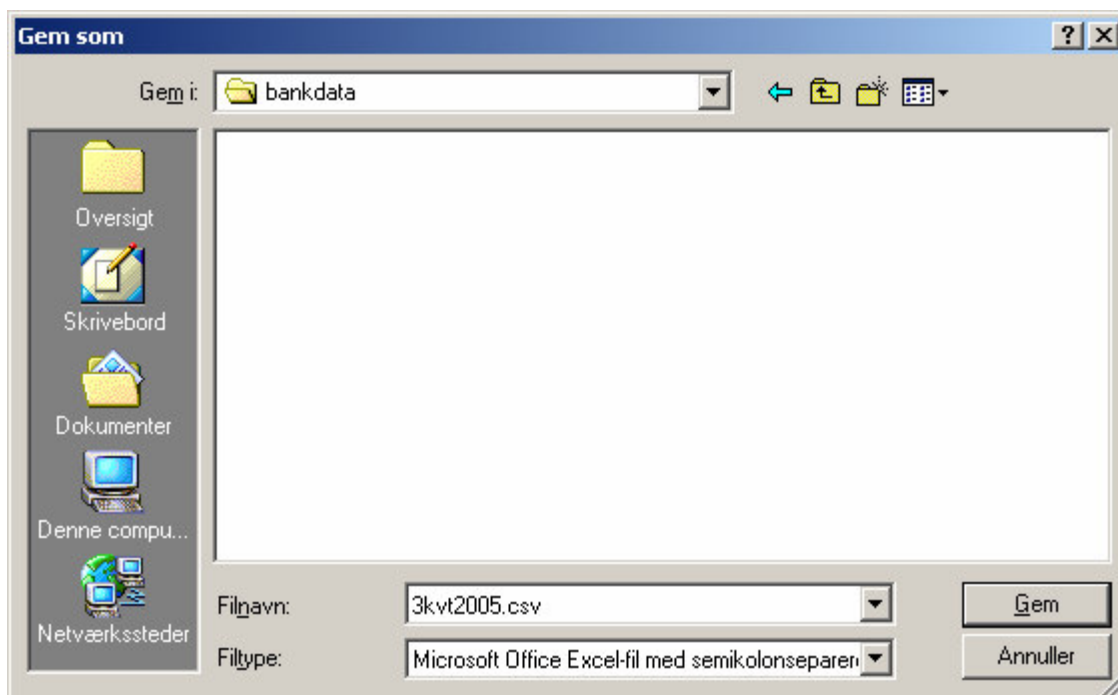 Gem som
Gem i: bankdata
Oversigt
Skrivebord
Dokumenter
Denne compu...
Netværkssteder
Filnavn: 3kvt2005.csv
Gem
Filtype: Microsoft Office Excel-fil med semikolonseparere
Annuller